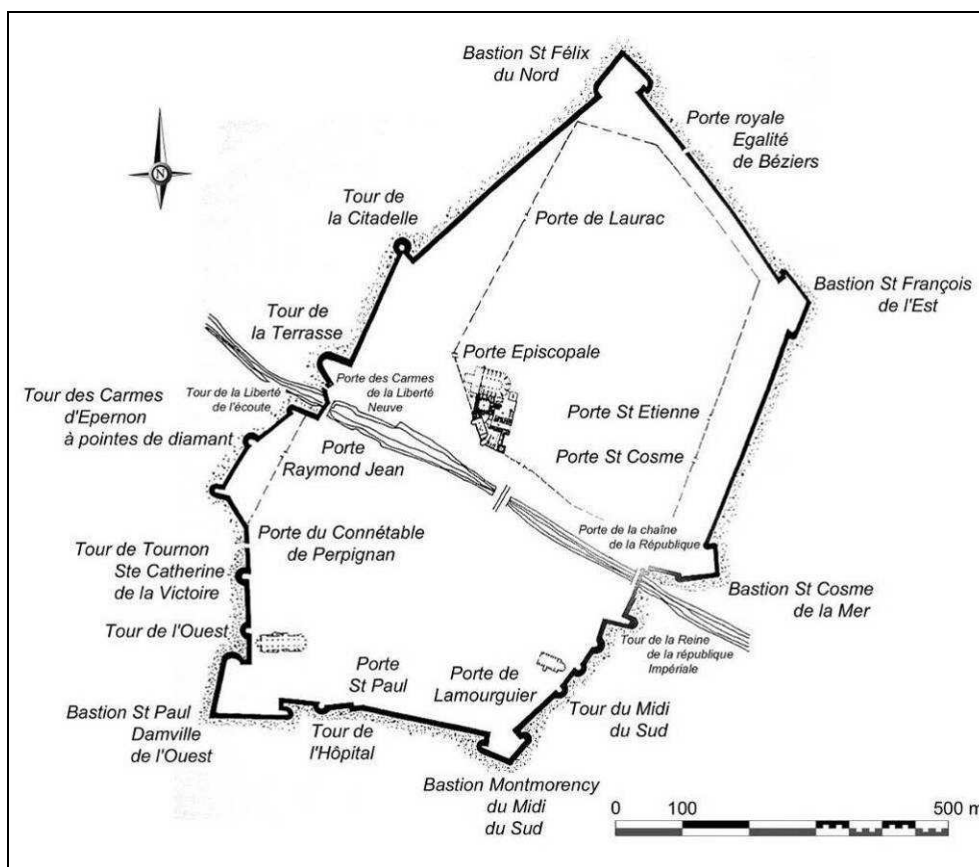 Bastion St Félix
du Nord
Porte royale
Egalité
de Béziers
N
Tour de
la Citadelle
Porte de Laurac
Bastion St François
de l'Est
Tour de
la Terrasse
Porte Episcopale
Tour des Carmes
d'Epernon
à pointes de diamant
Tour de la Liberté
de l'écoute
Porte des Carmes
de la Liberté
Neuve
Porte St Etienne
Porte
Raymond Jean
Porte St Cosme
Porte du Connétable
de Perpignan
Porte de la chaîne
de la République
Tour de Tournon
Ste Catherine
de la Victoire
Bastion St Cosme
de la Mer
Tour de l'Ouest
Tour de la Reine
de la république
Impériale
Porte
St Paul
Porte de
Lamourguier
Bastion St Paul
Damville
de l'Ouest
Tour de
l'Hôpital
Tour du Midi
du Sud
Bastion Montmorency
du Midi
du Sud
0 100 500 m